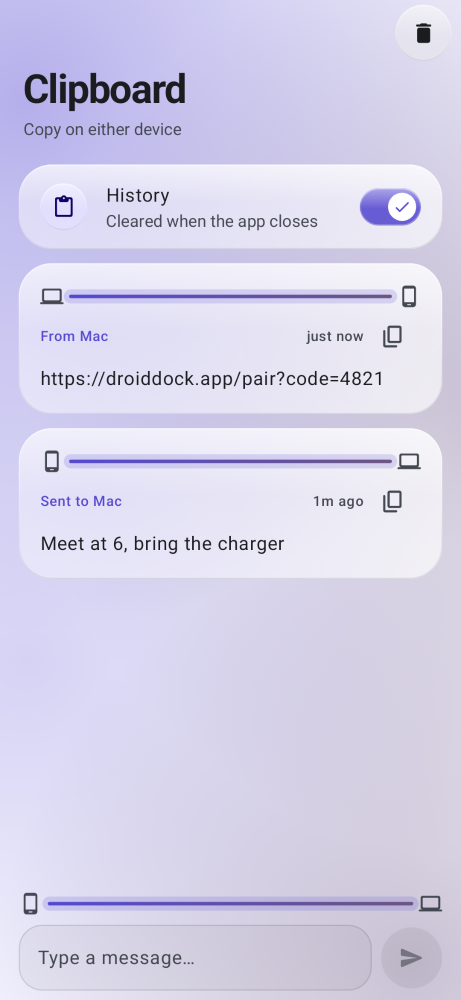 Clipboard
Copy on either device
History
Cleared when the app closes
From Mac just now
https://droiddock.app/pair?code=4821
Sent to Mac 1m ago
Meet at 6, bring the charger
Type a message…